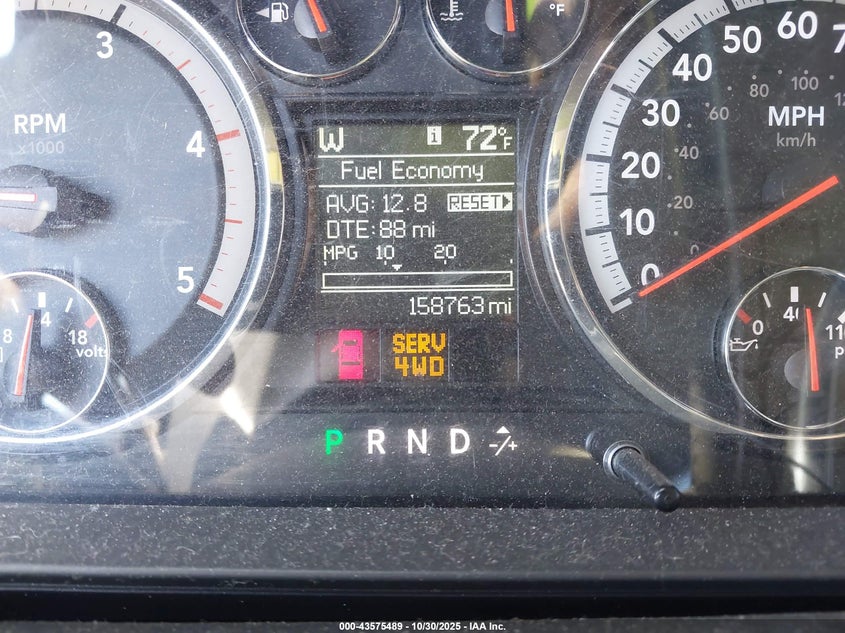 °F
3
RPM
x1000
4
5
8
4
18
volts
W i 72°F
Fuel Economy
AVG: 12.8 RESET
DTE: 88 mi
MPG 10 20
158763 mi
SERV
4WD
P R N D -/+
0
10
20
30
40
50
60
20
40
60
80
100
MPH
km/h
0
40
110
000-43575489 - 10/30/2025 - IAA Inc.